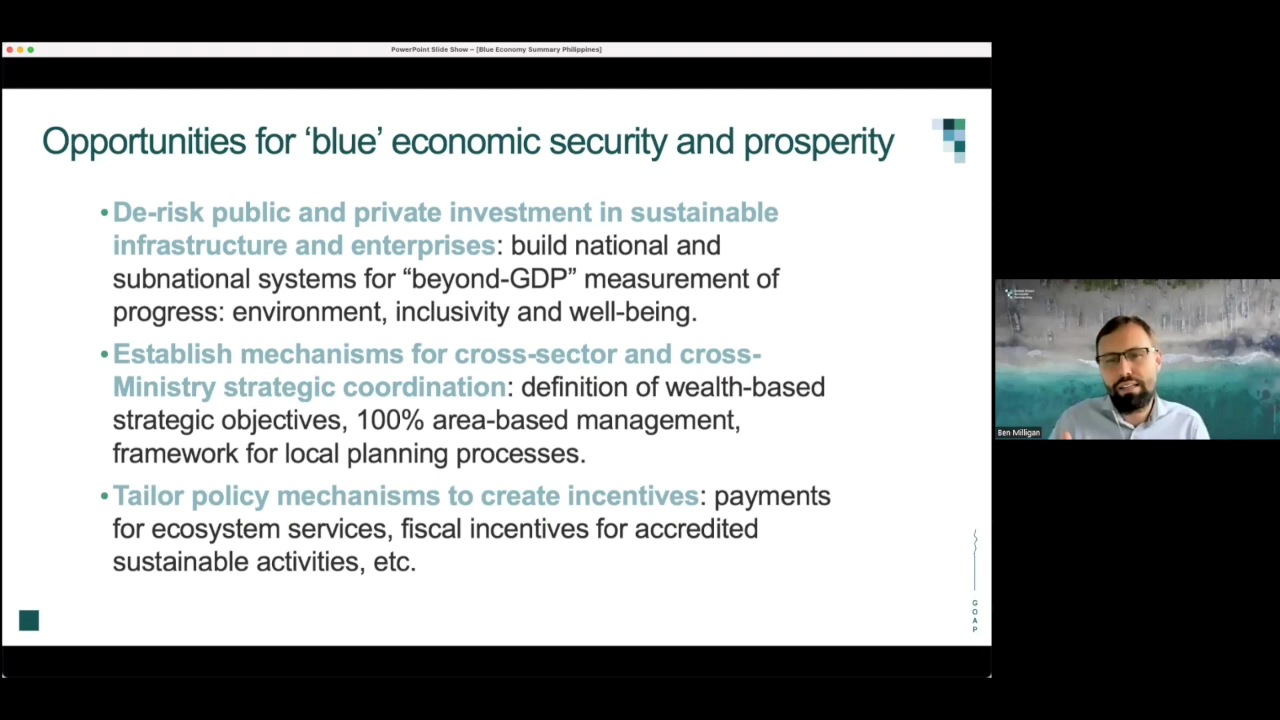 PowerPoint Slide Show – [Blue Economy Summary Philippines]
Opportunities for ‘blue’ economic security and prosperity
•De-risk public and private investment in sustainable
infrastructure and enterprises: build national and
subnational systems for “beyond-GDP” measurement of
progress: environment, inclusivity and well-being.
•Establish mechanisms for cross-sector and cross-
Ministry strategic coordination: definition of wealth-based
strategic objectives, 100% area-based management,
framework for local planning processes.
•Tailor policy mechanisms to create incentives: payments
for ecosystem services, fiscal incentives for accredited
sustainable activities, etc.
G
O
A
P
Ben Milligan